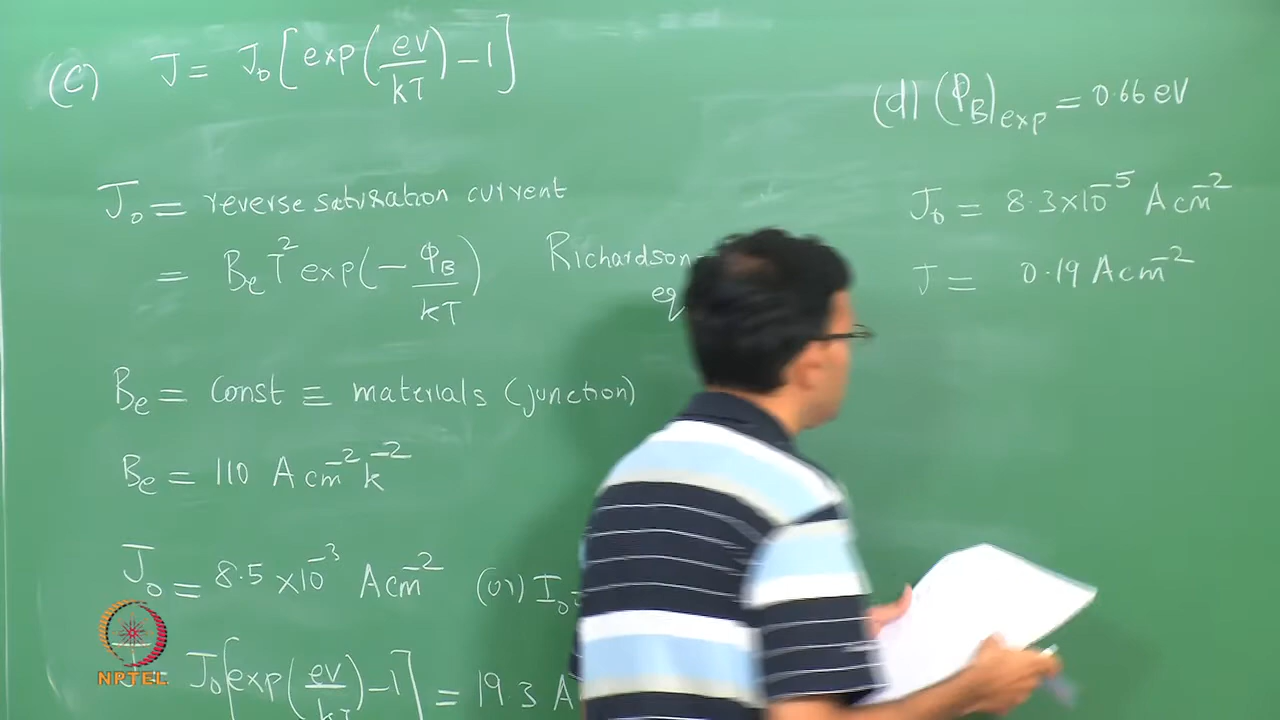 (c) J = J₀[exp(eV/kT) - 1]
J₀ = reverse saturation current
= Bₑ T² exp(- φ_B/kT) Richardson-
eq
Bₑ = Const ≡ materials (junction)
Bₑ = 110 A cm⁻² k⁻²
J₀ = 8.5 × 10⁻³ A cm⁻² (or) I₀
J = J₀[exp(eV/kT) - 1] = 19.3 A
(d) (φ_B)exp = 0.66 eV
J₀ = 8.3 × 10⁻⁵ A cm⁻²
J = 0.19 A cm⁻²
NPTEL